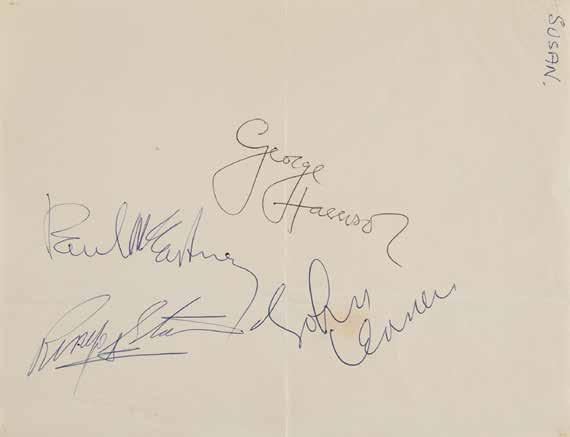 SUSAN.
George
Harrison
Paul McCartney
Ringo Starr
John
Lennon